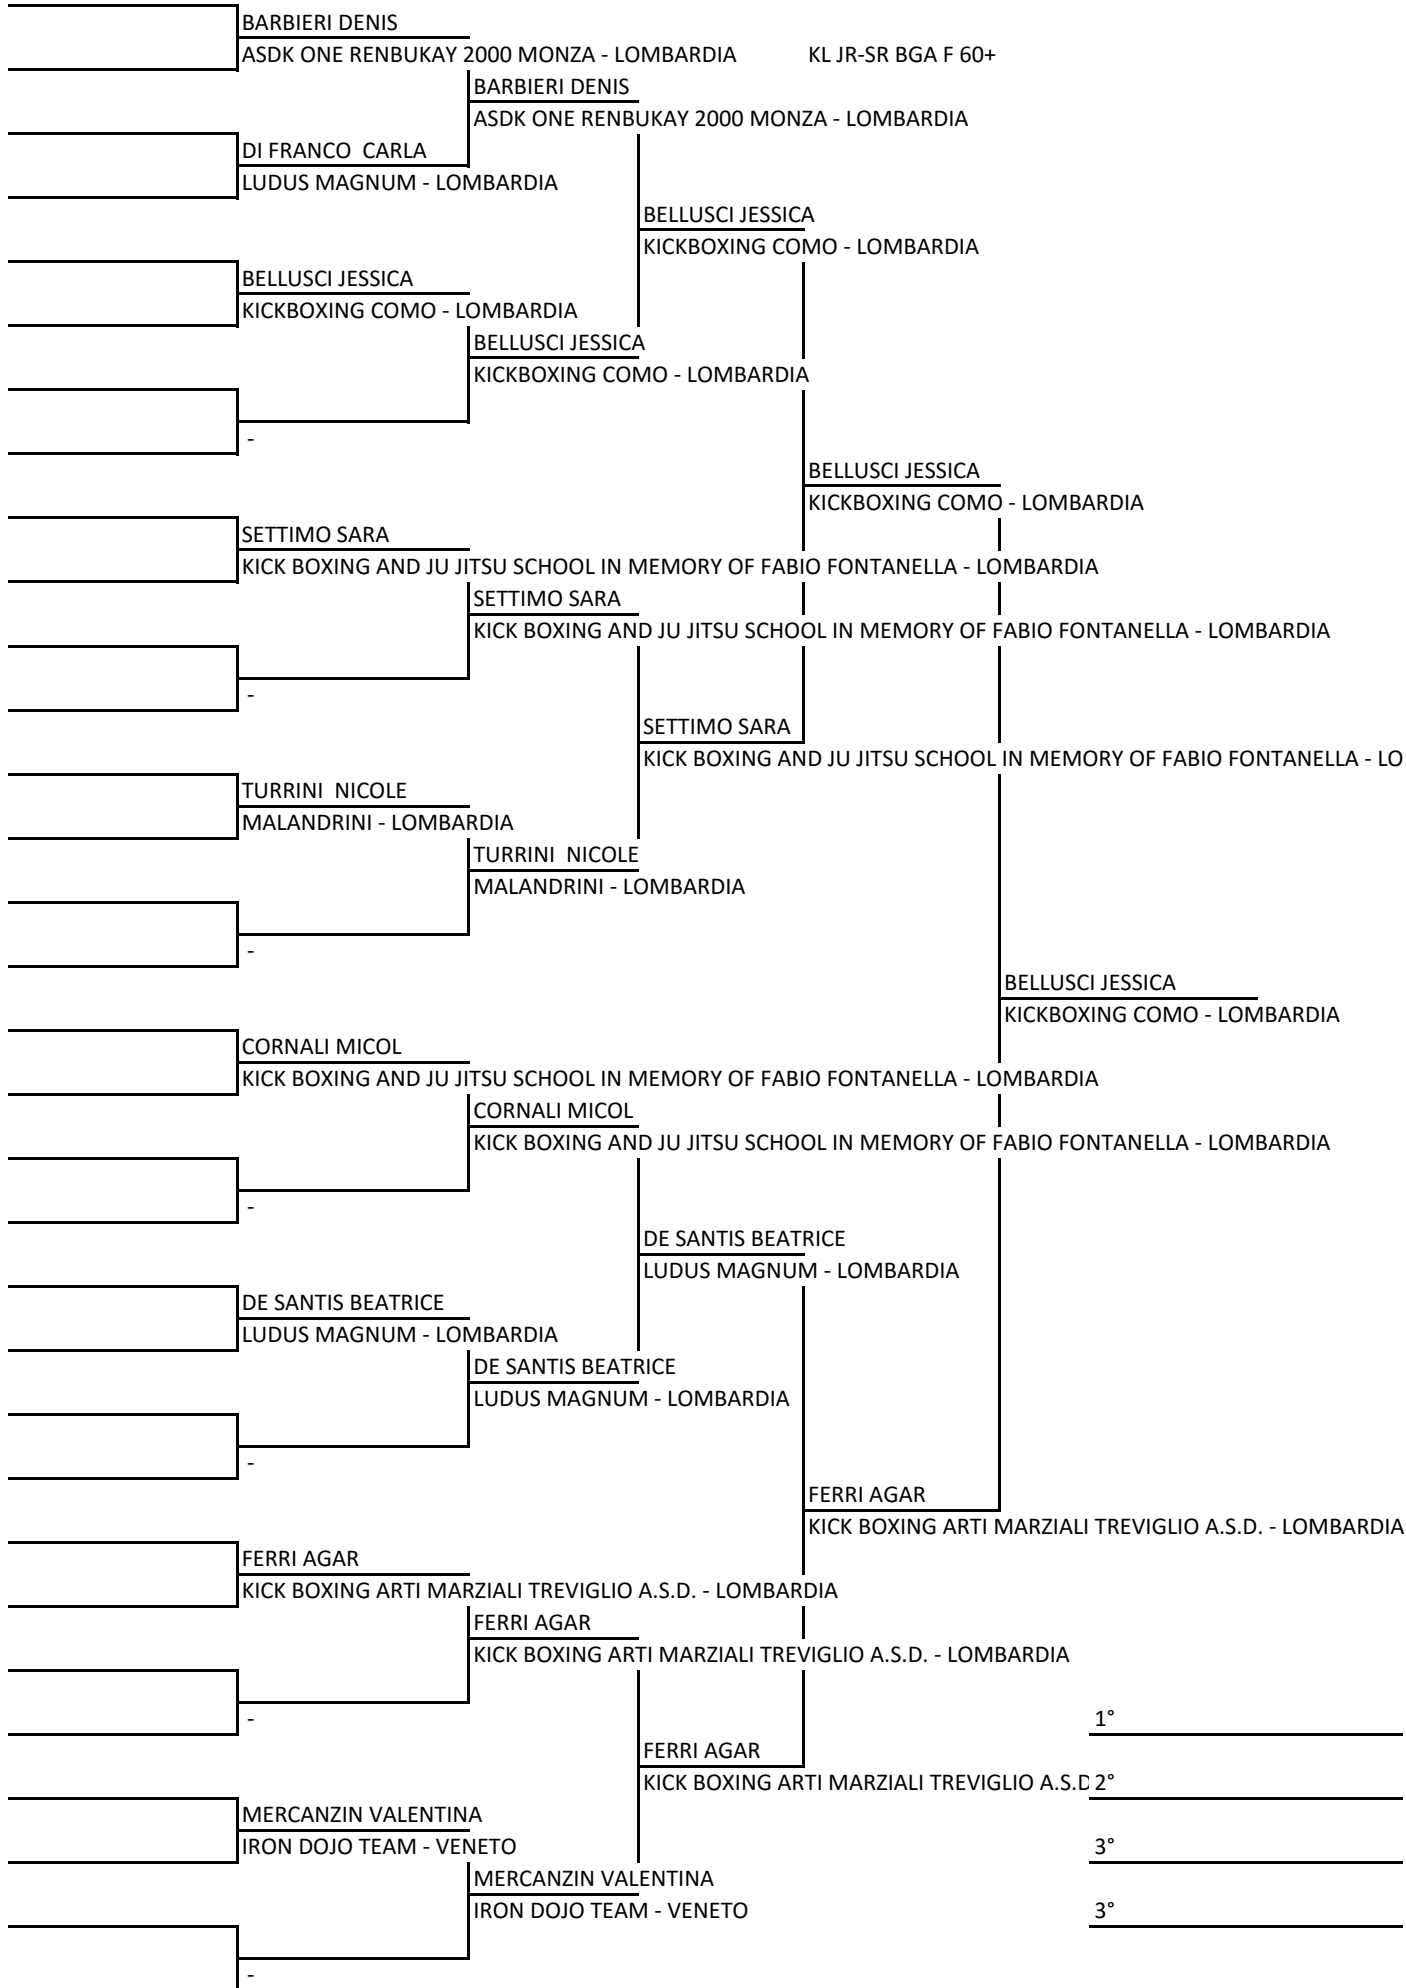 BARBIERI DENIS
ASDK ONE RENBUKAY 2000 MONZA - LOMBARDIA KL JR-SR BGA F 60+
BARBIERI DENIS
ASDK ONE RENBUKAY 2000 MONZA - LOMBARDIA
DI FRANCO  CARLA
LUDUS MAGNUM - LOMBARDIA
BELLUSCI JESSICA
KICKBOXING COMO - LOMBARDIA
BELLUSCI JESSICA
KICKBOXING COMO - LOMBARDIA
BELLUSCI JESSICA
KICKBOXING COMO - LOMBARDIA
-
BELLUSCI JESSICA
KICKBOXING COMO - LOMBARDIA
SETTIMO SARA
KICK BOXING AND JU JITSU SCHOOL IN MEMORY OF FABIO FONTANELLA - LOMBARDIA
SETTIMO SARA
KICK BOXING AND JU JITSU SCHOOL IN MEMORY OF FABIO FONTANELLA - LOMBARDIA
-
SETTIMO SARA
KICK BOXING AND JU JITSU SCHOOL IN MEMORY OF FABIO FONTANELLA - LO
TURRINI  NICOLE
MALANDRINI - LOMBARDIA
TURRINI  NICOLE
MALANDRINI - LOMBARDIA
-
BELLUSCI JESSICA
KICKBOXING COMO - LOMBARDIA
CORNALI MICOL
KICK BOXING AND JU JITSU SCHOOL IN MEMORY OF FABIO FONTANELLA - LOMBARDIA
CORNALI MICOL
KICK BOXING AND JU JITSU SCHOOL IN MEMORY OF FABIO FONTANELLA - LOMBARDIA
-
DE SANTIS BEATRICE
LUDUS MAGNUM - LOMBARDIA
DE SANTIS BEATRICE
LUDUS MAGNUM - LOMBARDIA
DE SANTIS BEATRICE
LUDUS MAGNUM - LOMBARDIA
-
FERRI AGAR
KICK BOXING ARTI MARZIALI TREVIGLIO A.S.D. - LOMBARDIA
FERRI AGAR
KICK BOXING ARTI MARZIALI TREVIGLIO A.S.D. - LOMBARDIA
FERRI AGAR
KICK BOXING ARTI MARZIALI TREVIGLIO A.S.D. - LOMBARDIA
-
1°
FERRI AGAR
KICK BOXING ARTI MARZIALI TREVIGLIO A.S.D 2°
MERCANZIN VALENTINA
IRON DOJO TEAM - VENETO
3°
MERCANZIN VALENTINA
IRON DOJO TEAM - VENETO
3°
-